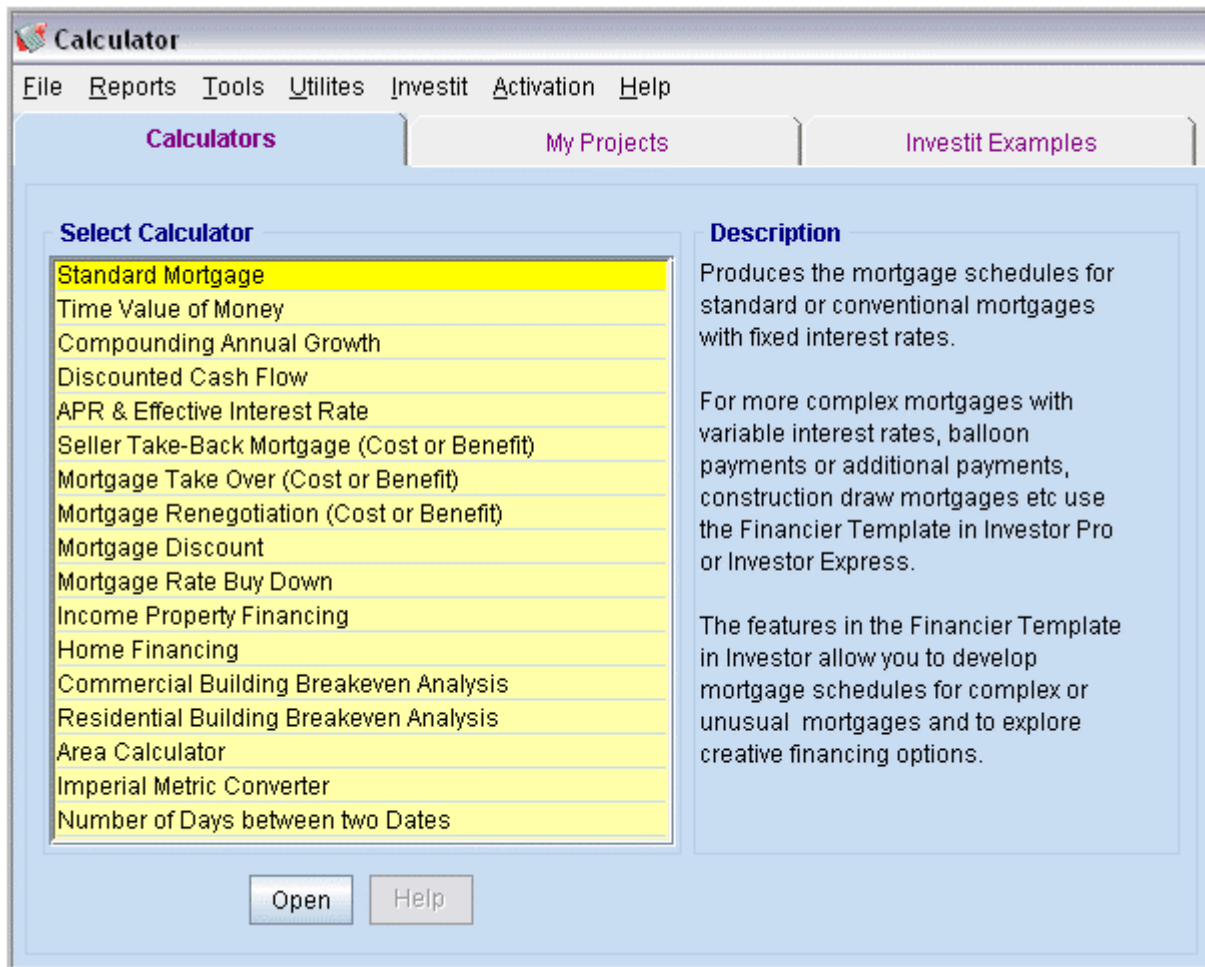 Calculator
File Reports Tools Utilites Investit Activation Help
Calculators My Projects Investit Examples
Select Calculator
Standard Mortgage
Time Value of Money
Compounding Annual Growth
Discounted Cash Flow
APR & Effective Interest Rate
Seller Take-Back Mortgage (Cost or Benefit)
Mortgage Take Over (Cost or Benefit)
Mortgage Renegotiation (Cost or Benefit)
Mortgage Discount
Mortgage Rate Buy Down
Income Property Financing
Home Financing
Commercial Building Breakeven Analysis
Residential Building Breakeven Analysis
Area Calculator
Imperial Metric Converter
Number of Days between two Dates
Open Help
Description
Produces the mortgage schedules for
standard or conventional mortgages
with fixed interest rates.
For more complex mortgages with
variable interest rates, balloon
payments or additional payments,
construction draw mortgages etc use
the Financier Template in Investor Pro
or Investor Express.
The features in the Financier Template
in Investor allow you to develop
mortgage schedules for complex or
unusual mortgages and to explore
creative financing options.